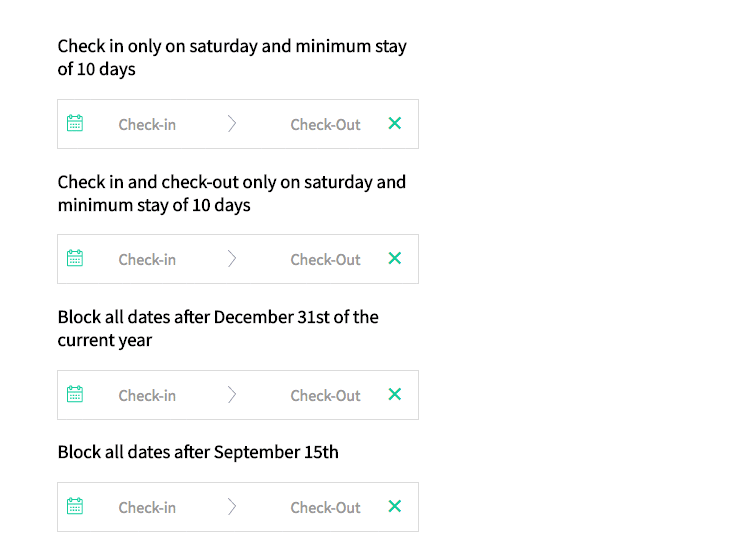 Check in only on saturday and minimum stay
of 10 days
Check-in Check-Out
Check in and check-out only on saturday and
minimum stay of 10 days
Check-in Check-Out
Block all dates after December 31st of the
current year
Check-in Check-Out
Block all dates after September 15th
Check-in Check-Out